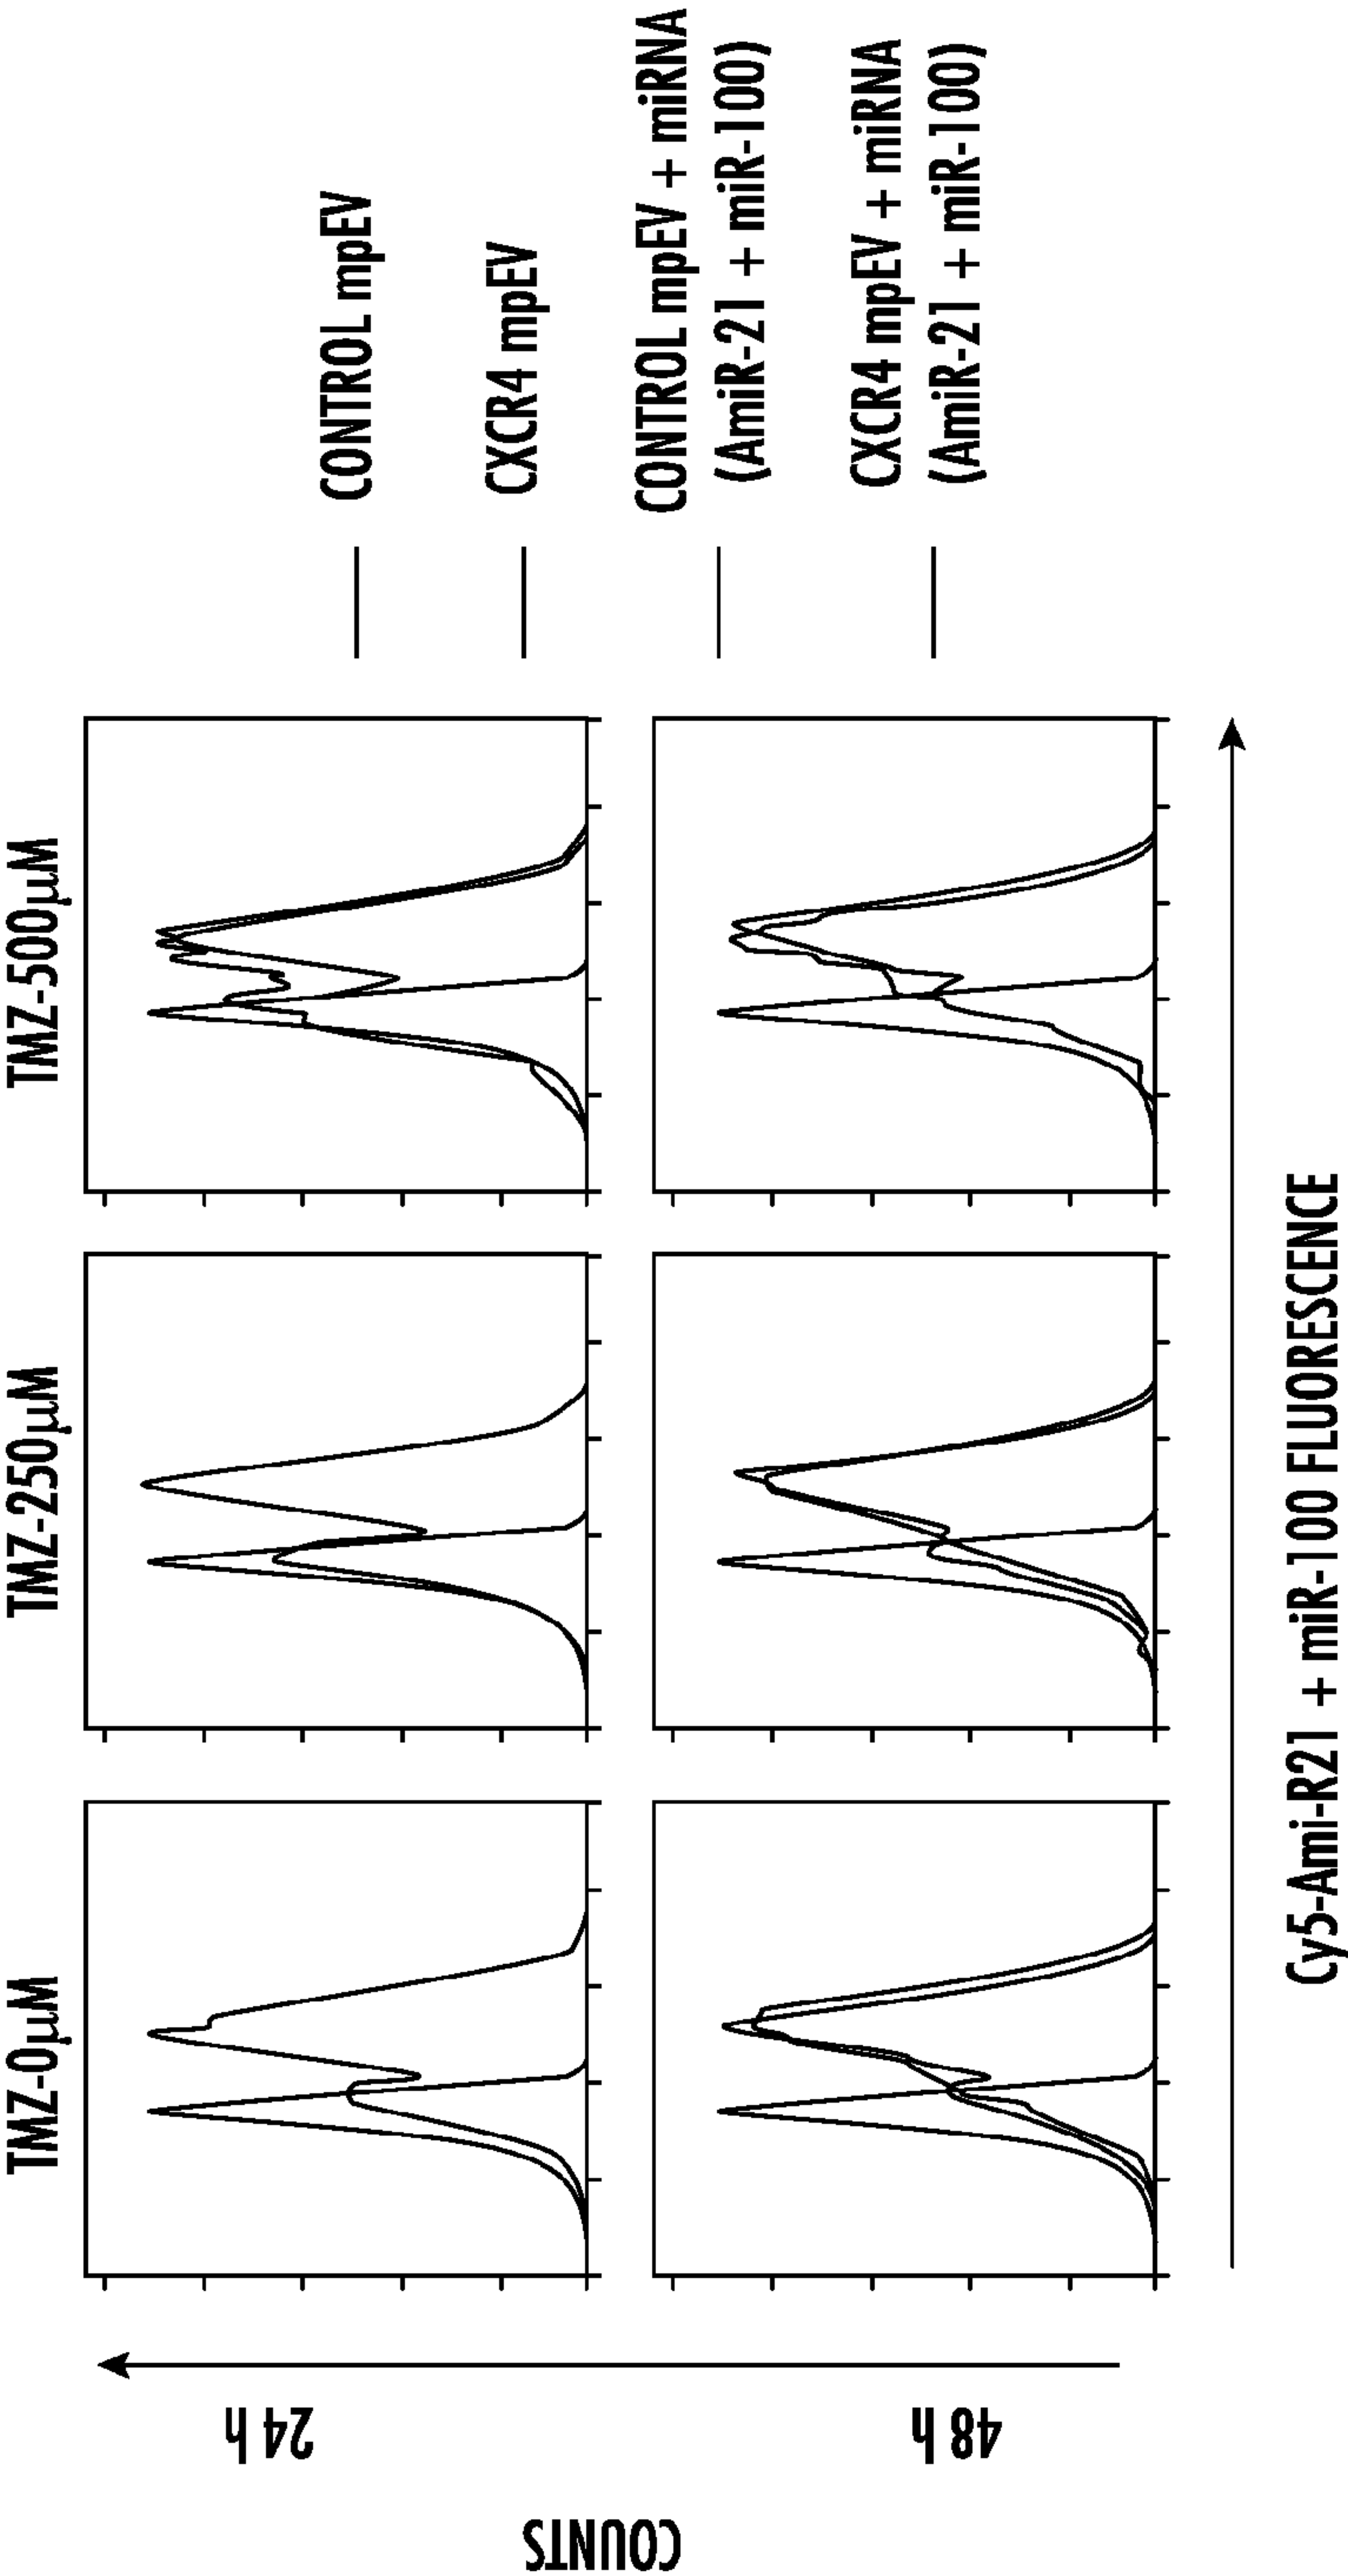 TMZ-0µM
TMZ-250µM
TMZ-500µM
COUNTS
24 h
48 h
CONTROL mpEV
CXCR4 mpEV
CONTROL mpEV + miRNA
(AmiR-21 + miR-100)
CXCR4 mpEV + miRNA
(AmiR-21 + miR-100)
Cy5-Ami-R21 + miR-100 FLUORESCENCE